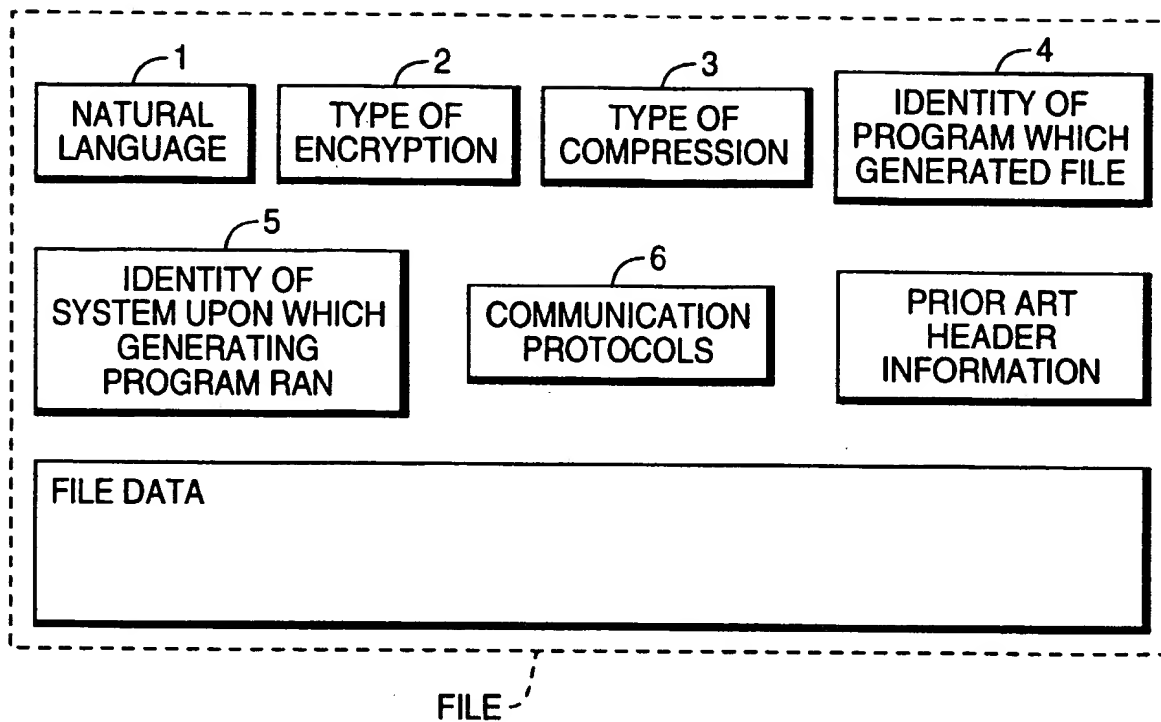 1
NATURAL
LANGUAGE
2
TYPE OF
ENCRYPTION
3
TYPE OF
COMPRESSION
4
IDENTITY OF
PROGRAM WHICH
GENERATED FILE
5
IDENTITY OF
SYSTEM UPON WHICH
GENERATING
PROGRAM RAN
6
COMMUNICATION
PROTOCOLS
PRIOR ART
HEADER
INFORMATION
FILE DATA
FILE